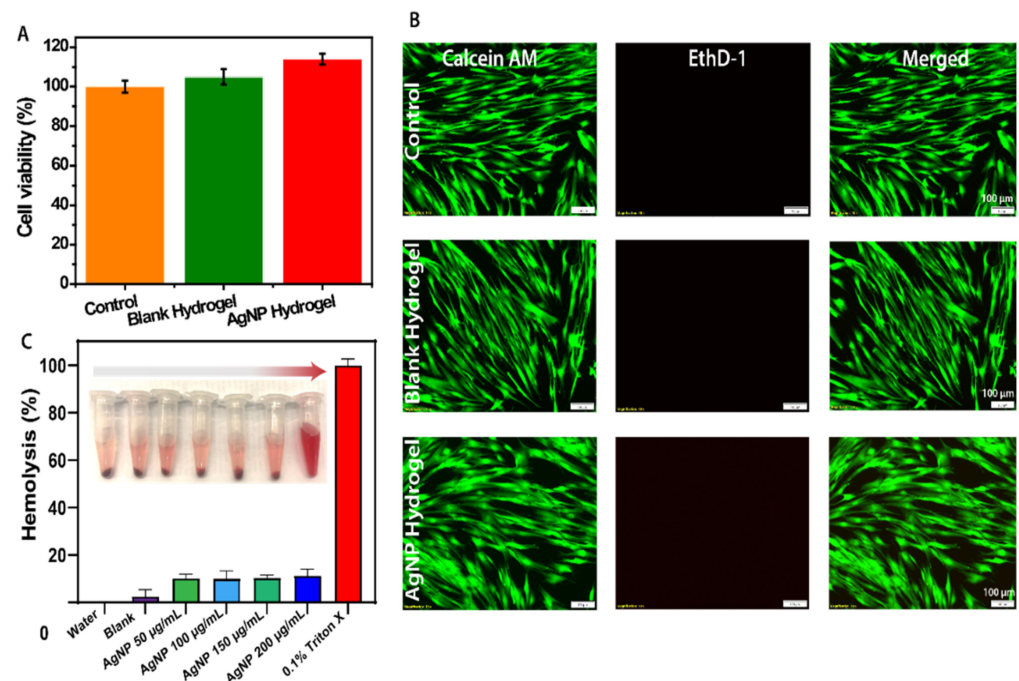 A
Cell viability (%)
120
100
80
60
40
20
0
Control
Blank Hydrogel
AgNP Hydrogel
B
Calcein AM
EthD-1
Merged
Control
100 µm
Blank Hydrogel
100 µm
AgNP Hydrogel
100 µm
C
Hemolysis (%)
100
80
60
40
20
0
Water
Blank
AgNP 50 µg/mL
AgNP 100 µg/mL
AgNP 150 µg/mL
AgNP 200 µg/mL
0.1% Triton X